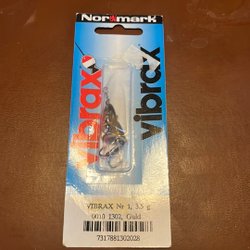 Normark
vibrax
vibrax
VIBRAX Nr 1, 3.5 g
0010 1302, Guld
7317881302028